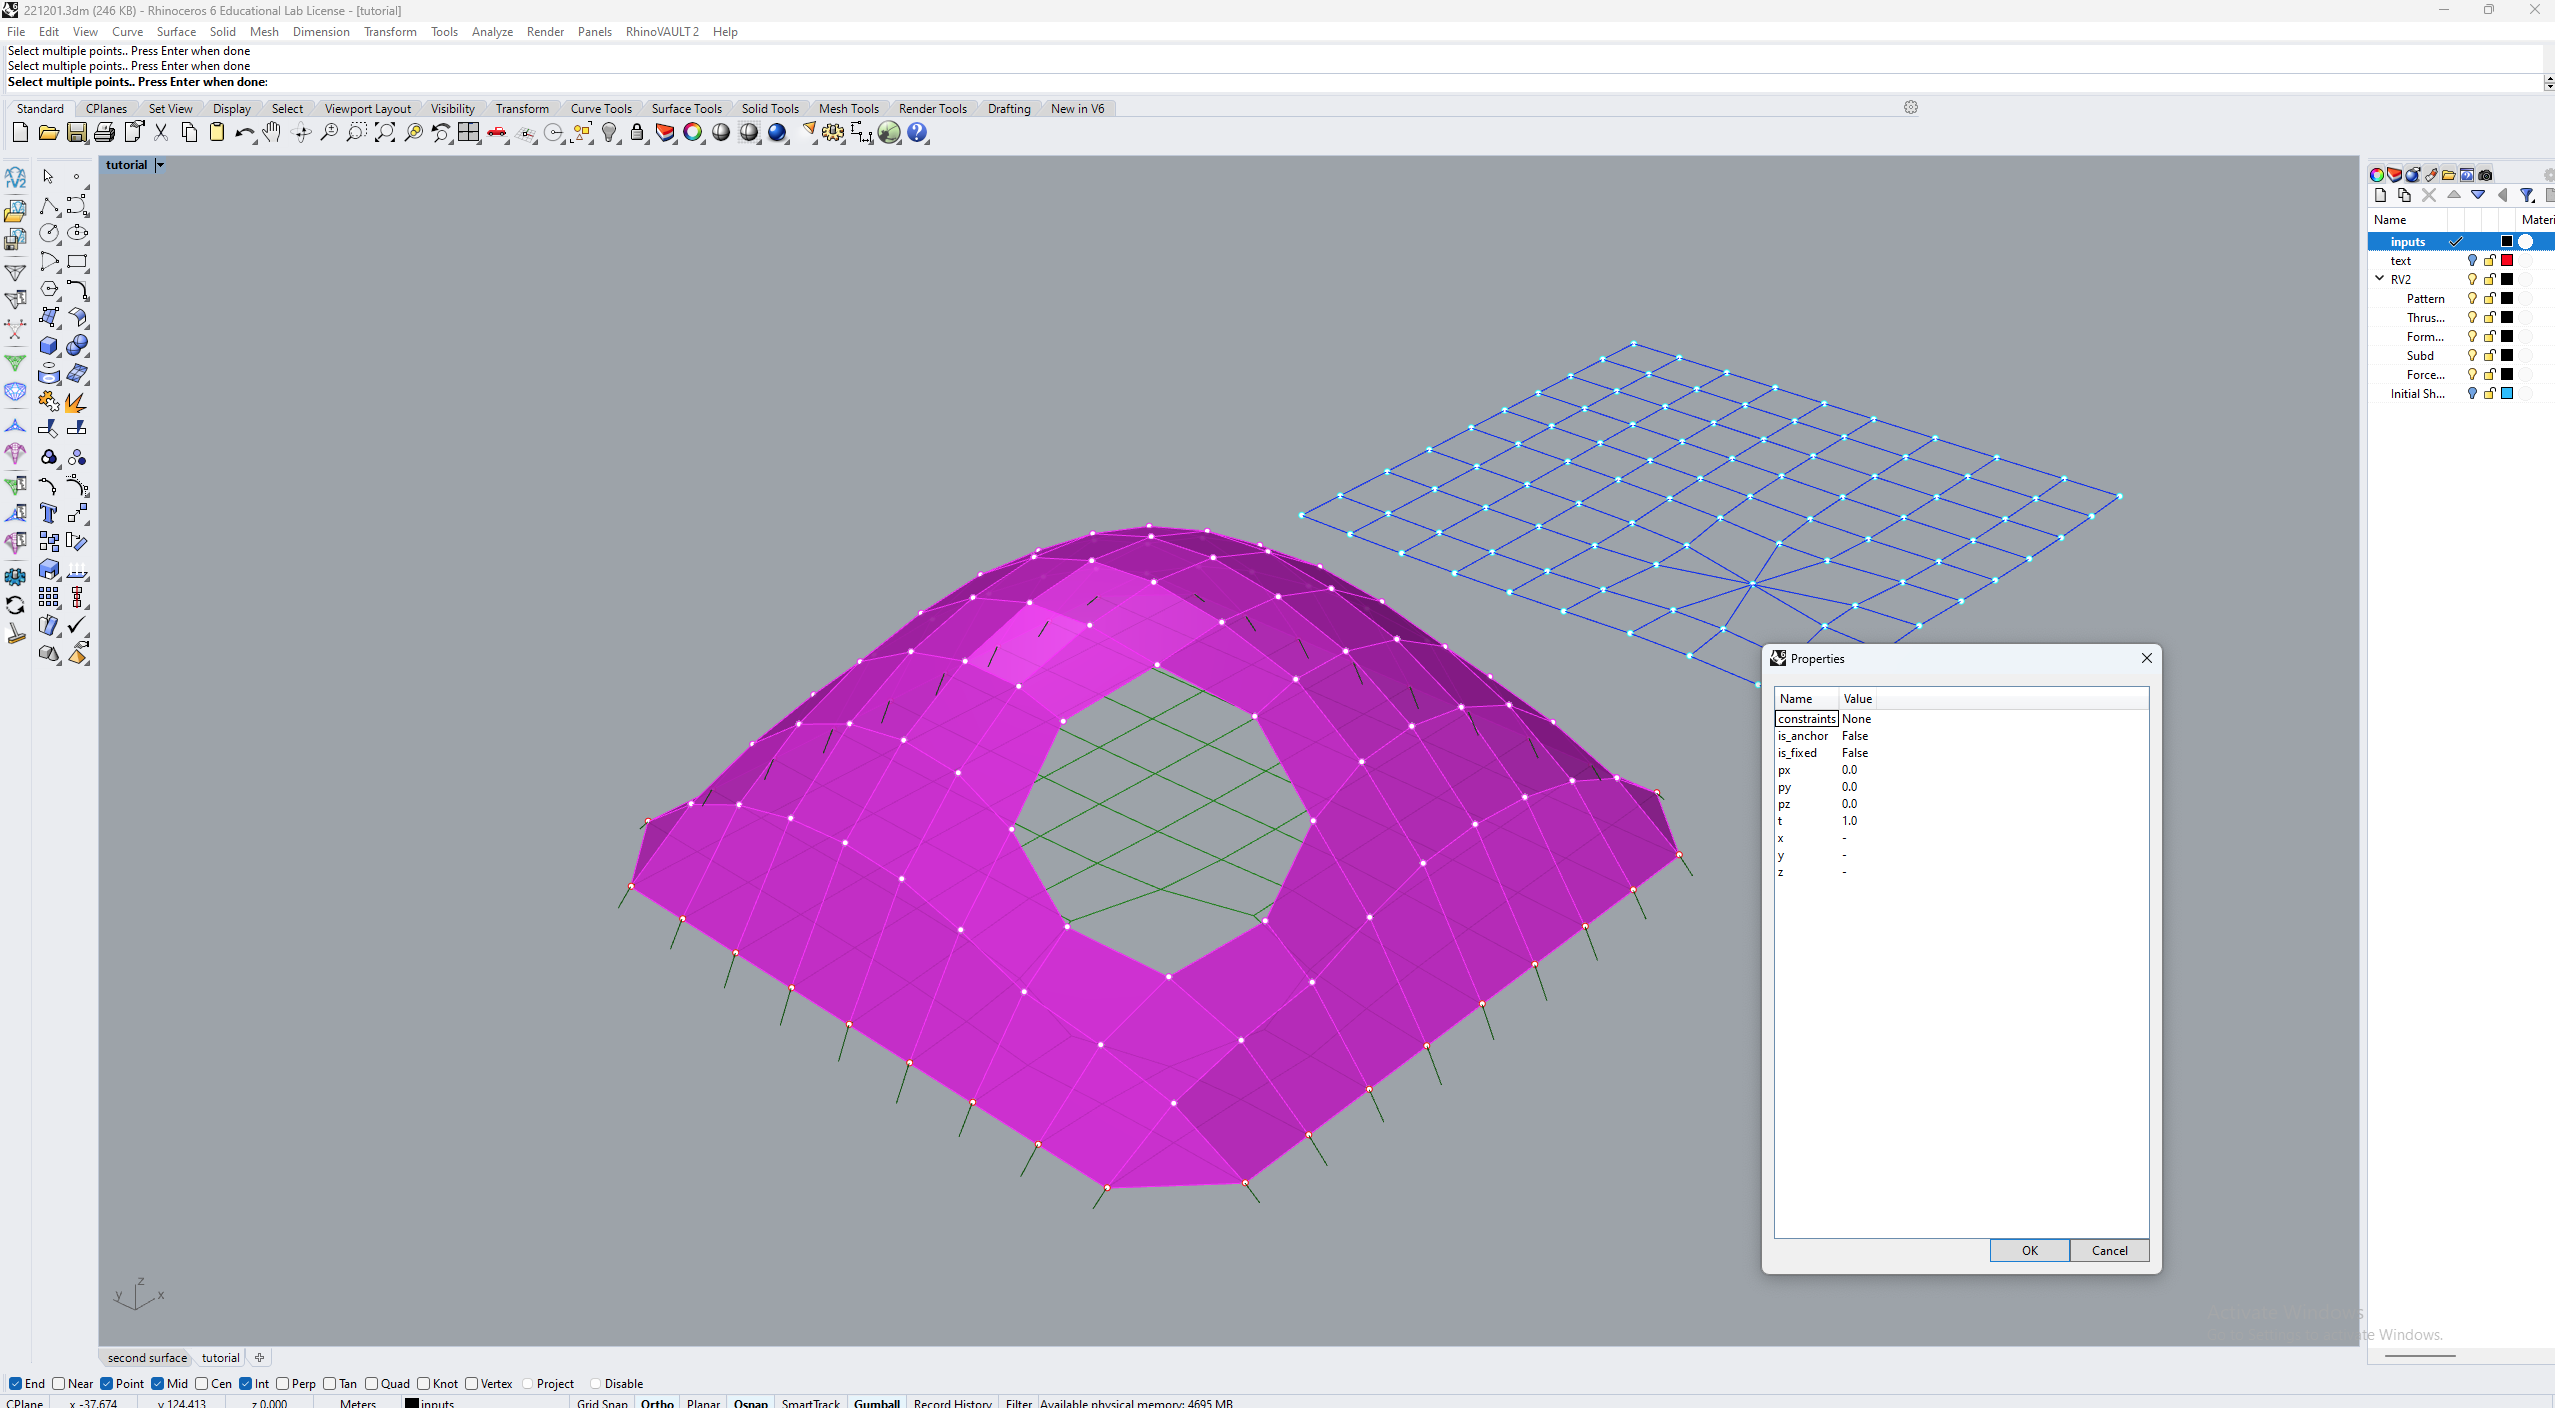 221201.3dm (246 KB) - Rhinoceros 6 Educational Lab License - [tutorial]
File Edit View Curve Surface Solid Mesh Dimension Transform Tools Analyze Render Panels RhinoVAULT2 Help
Select multiple points.. Press Enter when done
Select multiple points.. Press Enter when done
Select multiple points.. Press Enter when done:
Standard CPlanes Set View Display Select Viewport Layout Visibility Transform Curve Tools Surface Tools Solid Tools Mesh Tools Render Tools Drafting New in V6
tutorial
Name Materi
inputs
text
RV2
Pattern
Thrus...
Form...
Subd
Force...
Initial Sh...
Properties
Name Value
constraints None
is_anchor False
is_fixed False
px 0.0
py 0.0
pz 0.0
t 1.0
x -
y -
z -
OK Cancel
z
y x
Activate Windows
te Windows.
second surface tutorial
End Near Point Mid Cen Int Perp Tan Quad Knot Vertex Project Disable
CPlane x -37.674 y 124.413 z 0.000 Meters inputs Grid Snap Ortho Planar Osnap SmartTrack Gumball Record History Filter Available physical memory: 4695 MB